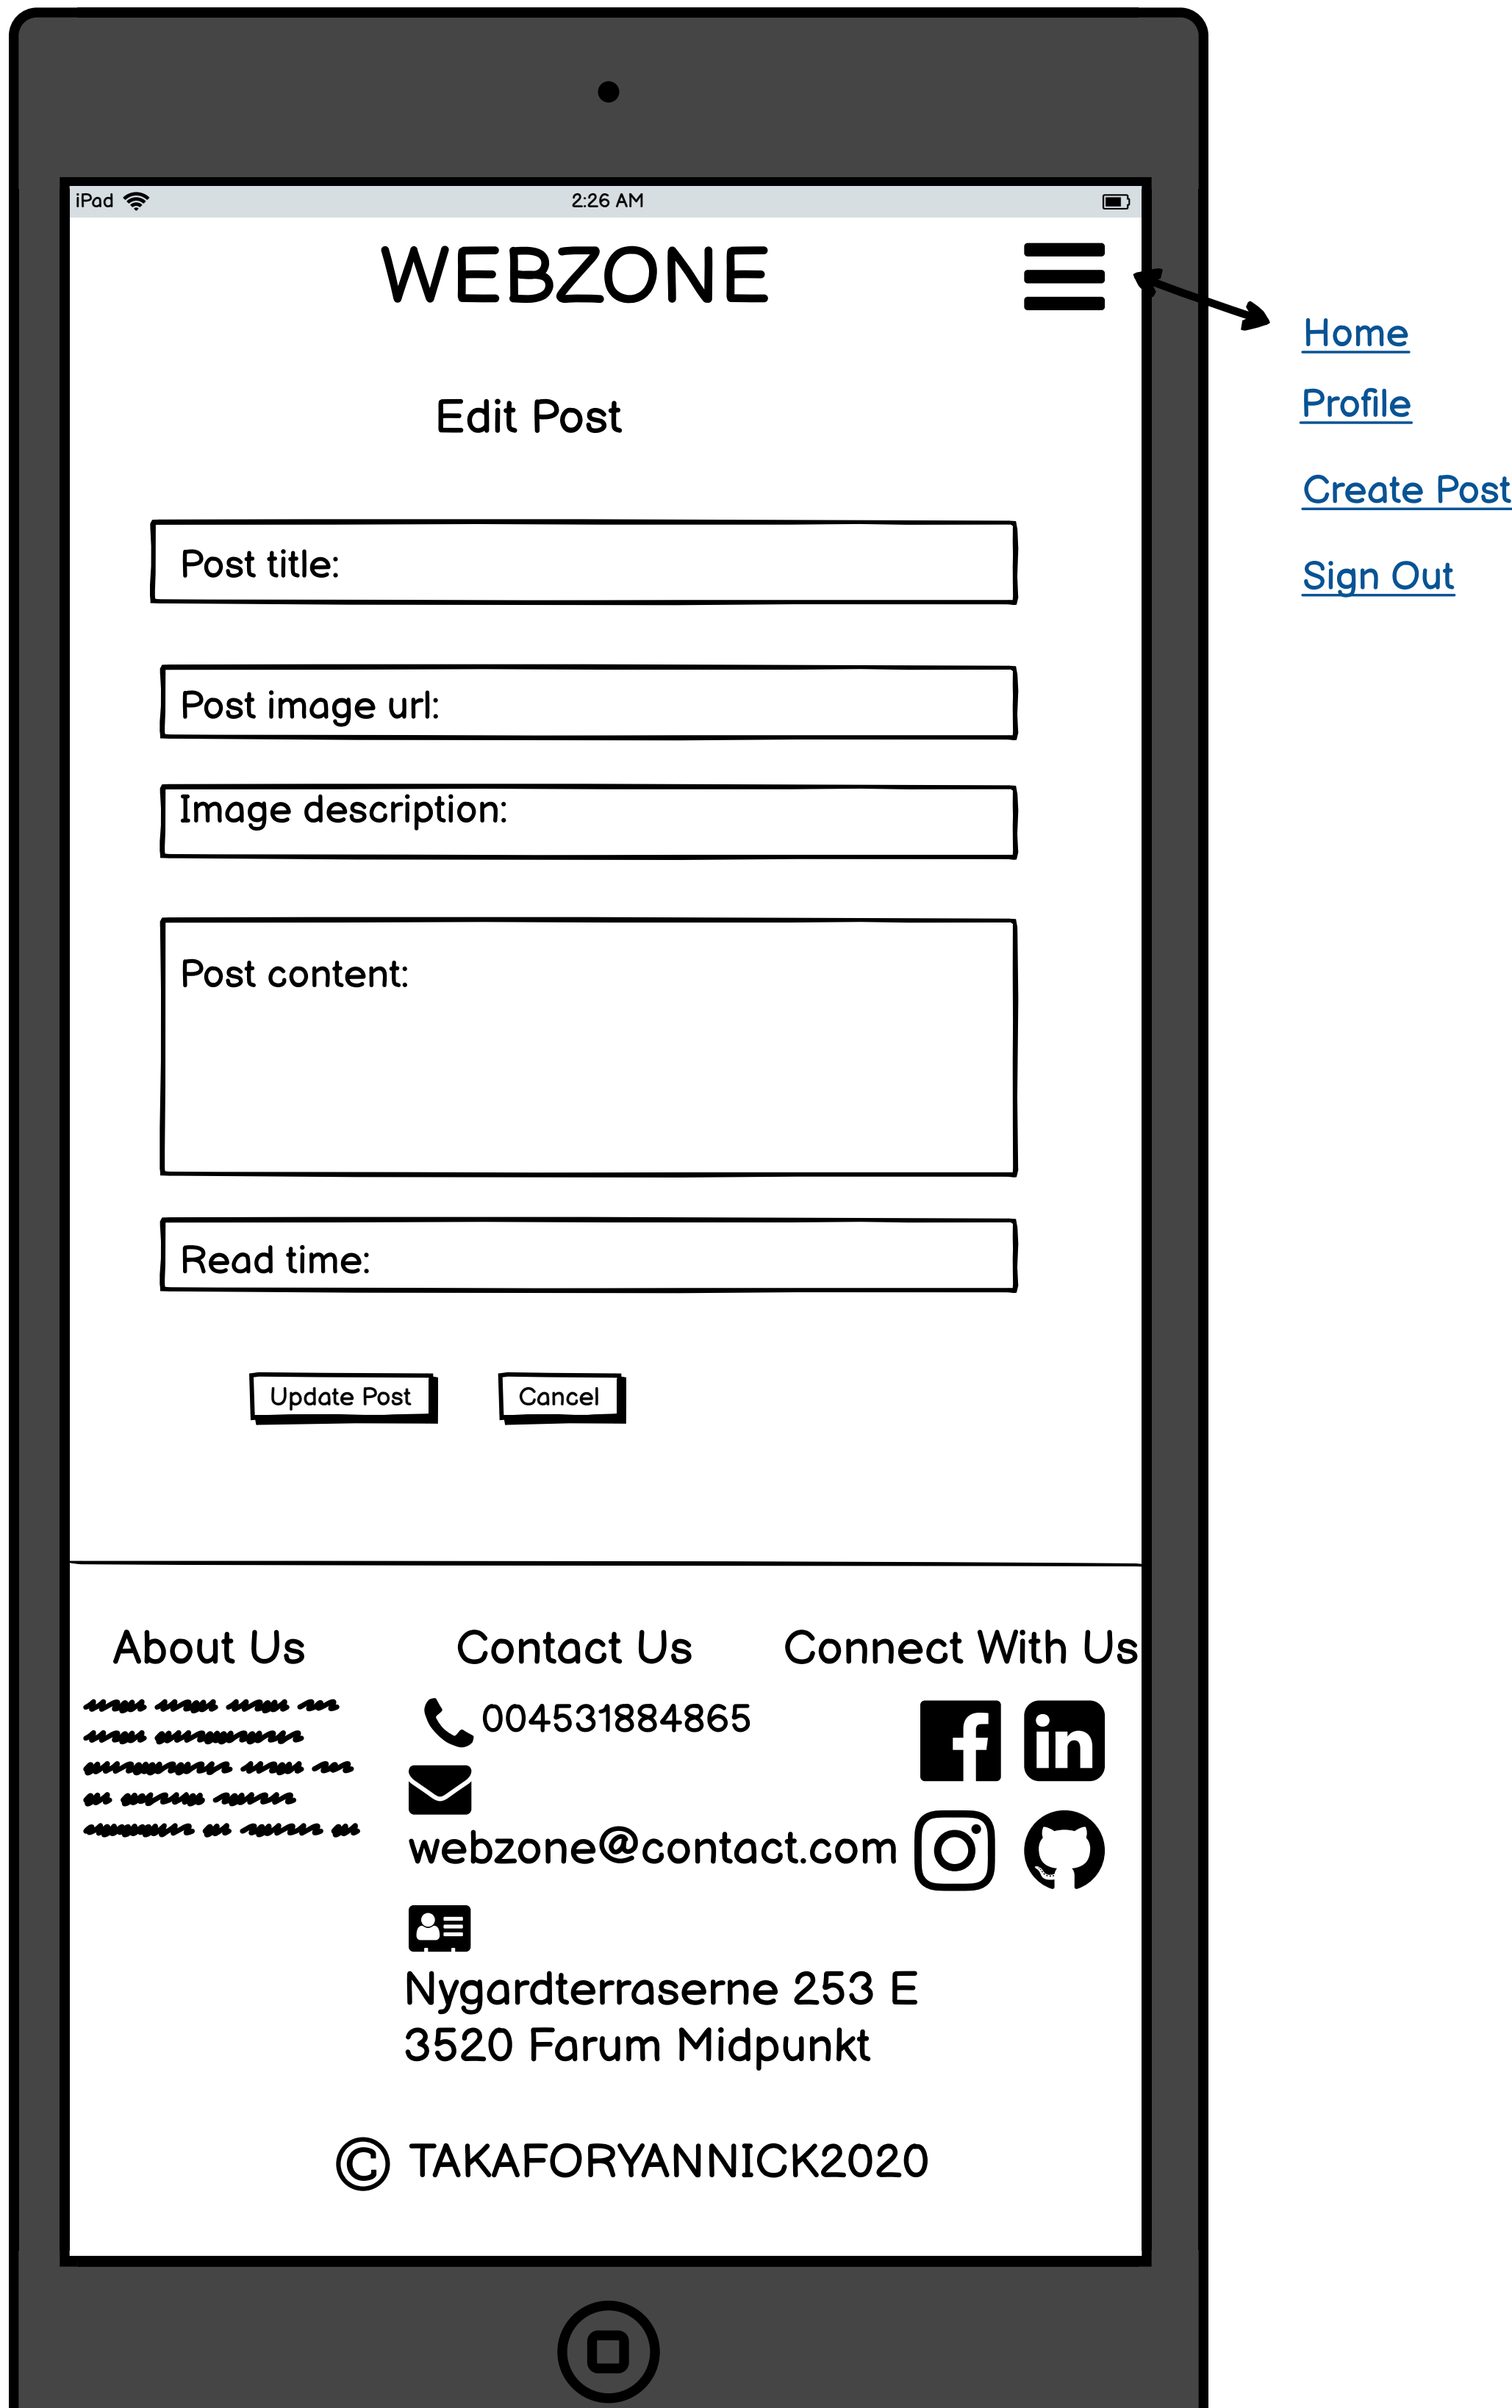 iPad
2:26 AM
WEBZONE
Home
Profile
Create Post
Sign Out
Edit Post
Post title:
Post image url:
Image description:
Post content:
Read time:
Update Post
Cancel
About Us
Contact Us
Connect With Us
004531884865
webzone@contact.com
Nygardterraserne 253 E
3520 Farum Midpunkt
© TAKAFORYANNICK2020